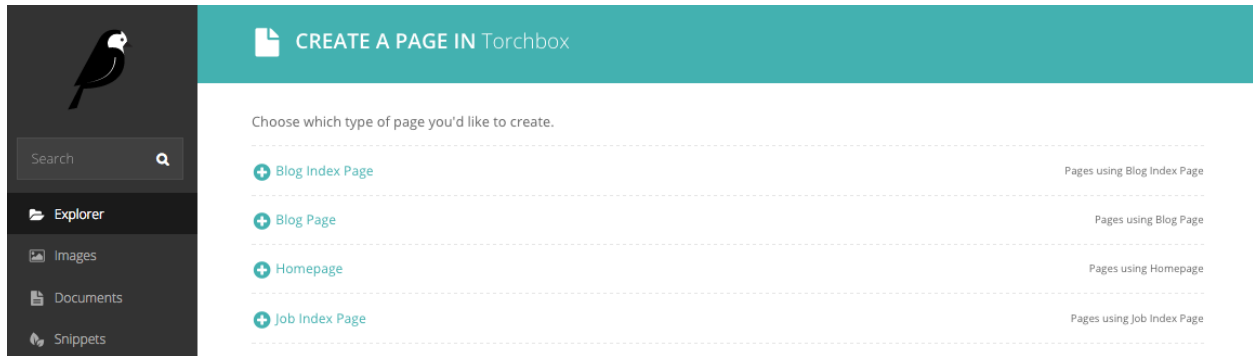 CREATE A PAGE IN Torchbox
Search
Explorer
Images
Documents
Snippets
Choose which type of page you'd like to create.
Blog Index Page Pages using Blog Index Page
Blog Page Pages using Blog Page
Homepage Pages using Homepage
Job Index Page Pages using Job Index Page